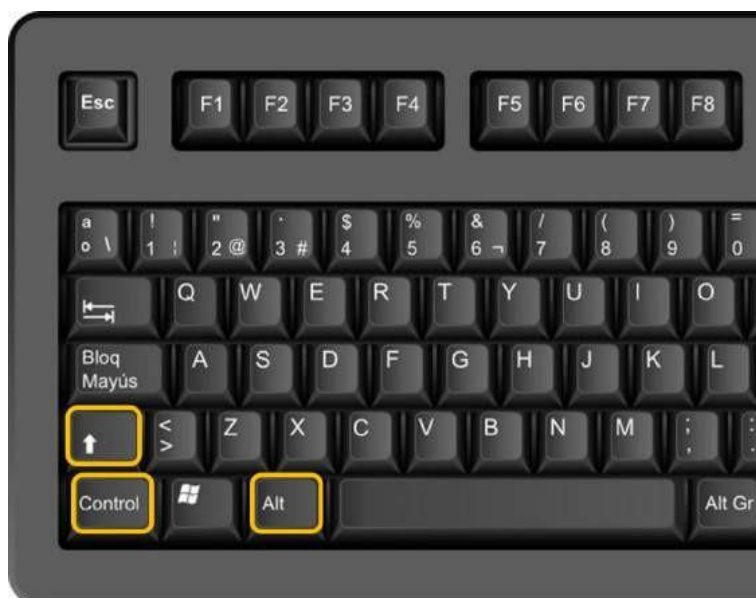 Esc F1 F2 F3 F4 F5 F6 F7 F8
a ! " · $ % & / ( ) =
o \ 1 ¦ 2 @ 3 # 4 5 6 ¬ 7 8 9 0
Q W E R T Y U I O
Bloq
Mayús A S D F G H J K L
< Z X C V B N M ; :
> , .
Control Alt Alt Gr